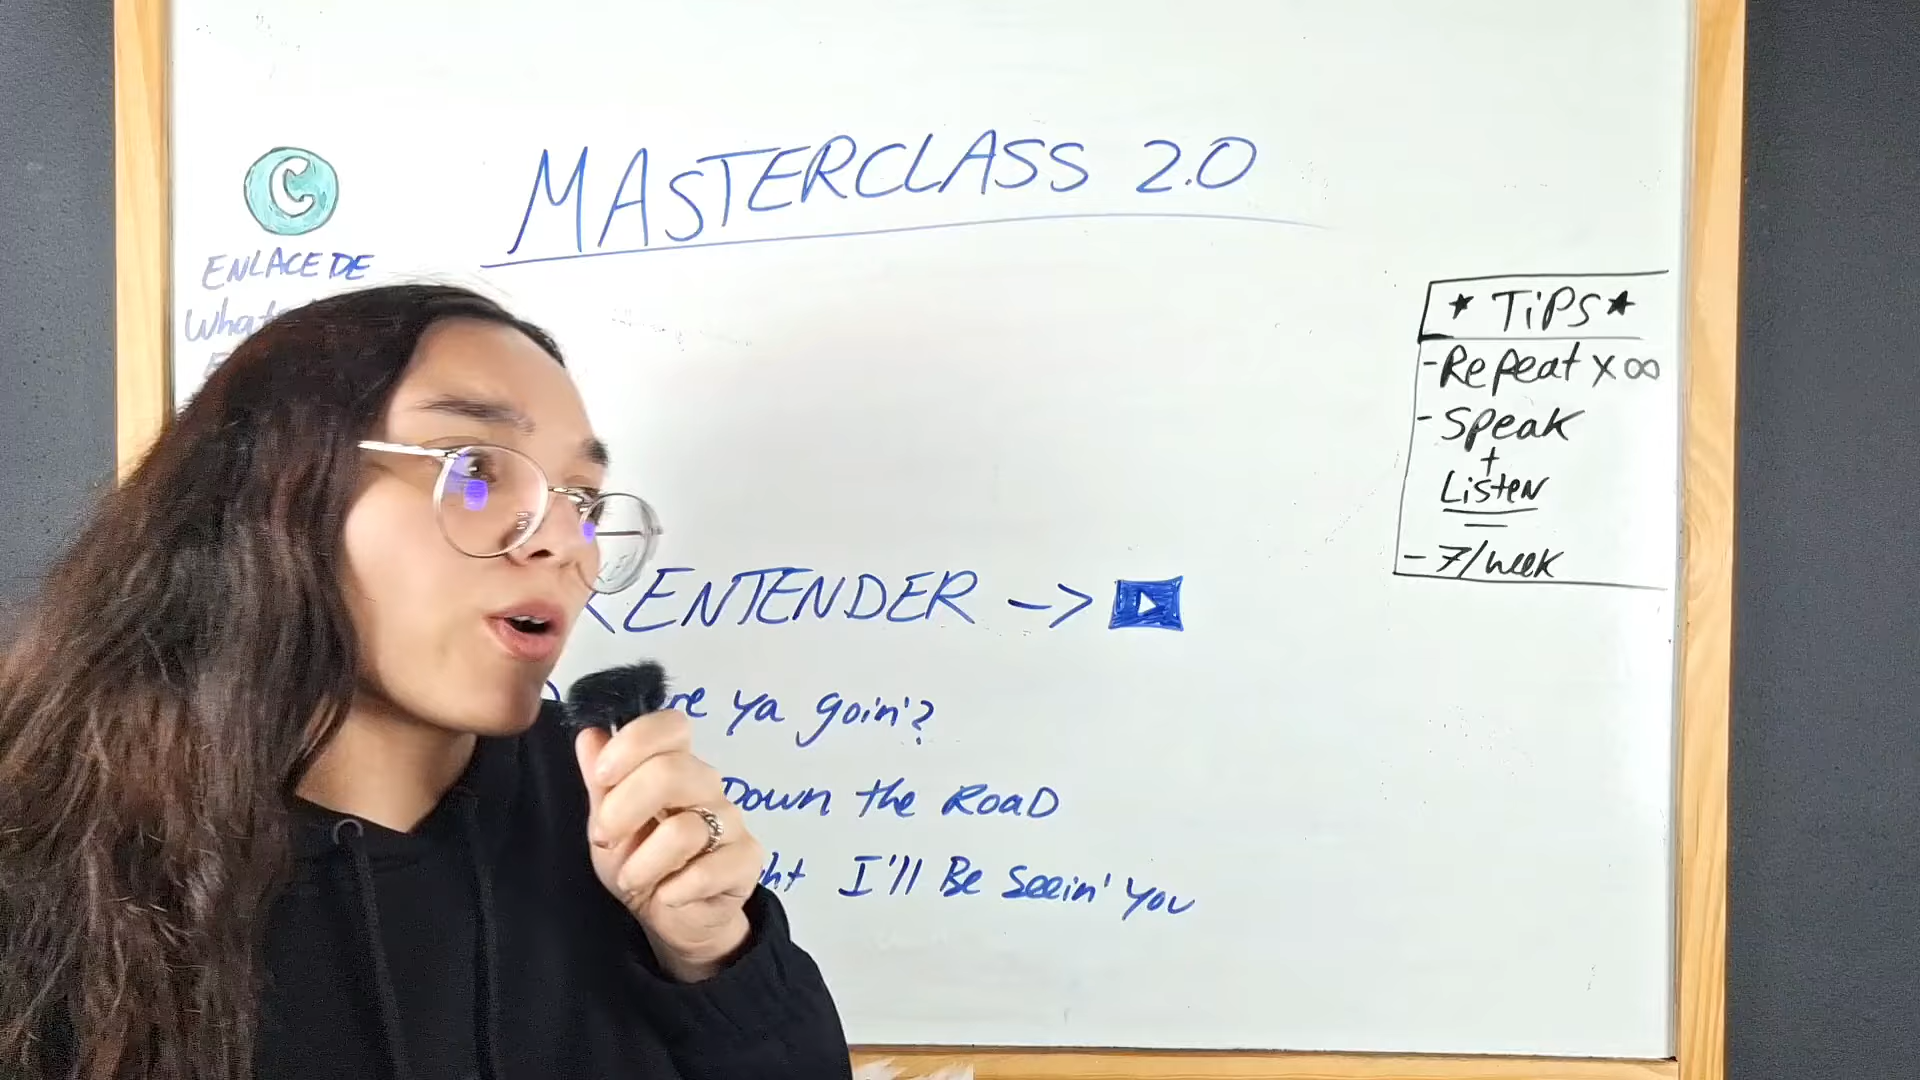 MASTERCLASS 2.0
C
ENLACE DE
ENTENDER ->
ya goin'?
Down the Road
I'll Be Seein' You
* TiPS *
- Repeat x ∞
- Speak
+
Listen
- 7/week